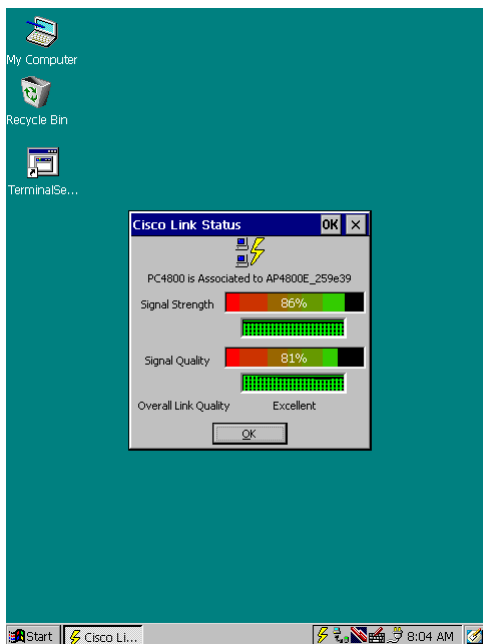 My Computer
Recycle Bin
TerminalSe...
Cisco Link Status
OK
PC4800 is Associated to AP4800E_259e39
Signal Strength
86%
Signal Quality
81%
Overall Link Quality
Excellent
OK
Start
Cisco Li...
8:04 AM